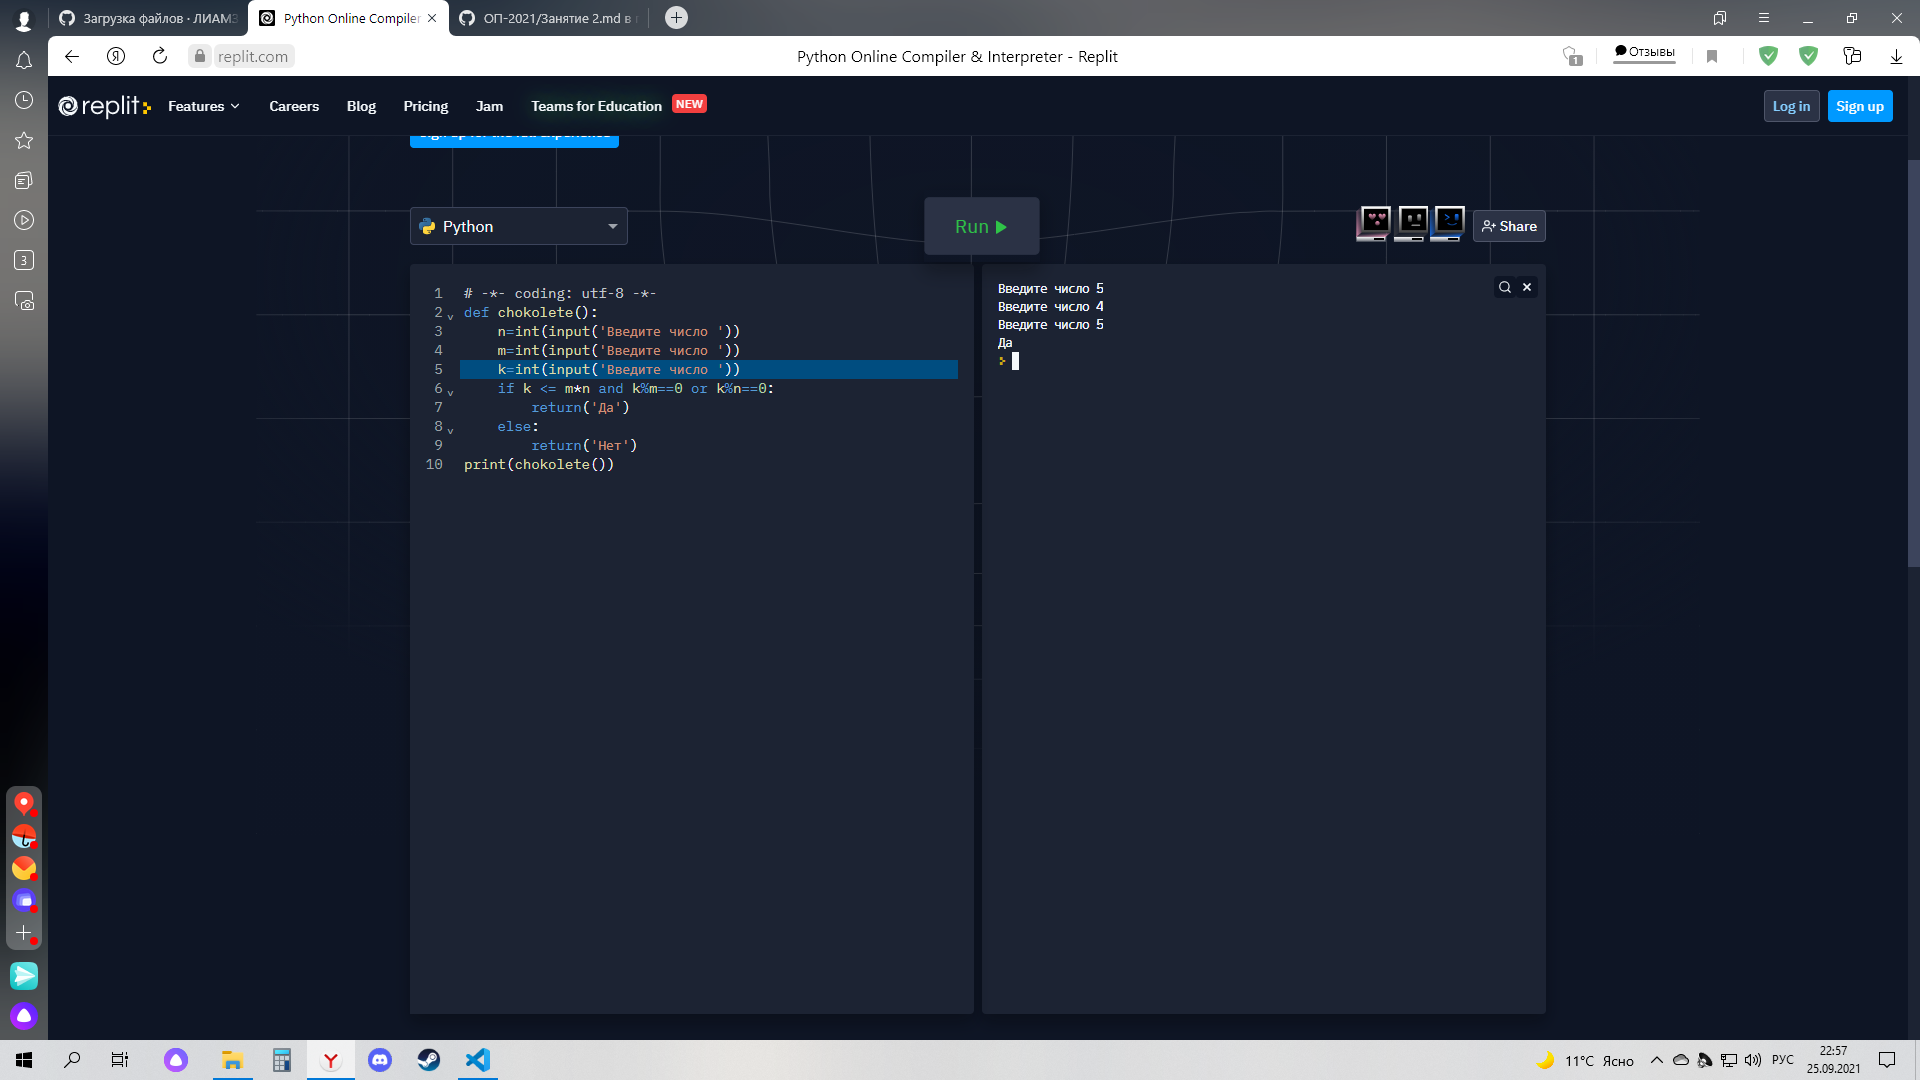 Загрузка файлов · ЛИАМЗ
Python Online Compiler
ОП-2021/Занятие 2.md в
replit.com
Python Online Compiler & Interpreter - Replit
1
Отзывы
replit
Features
Careers
Blog
Pricing
Jam
Teams for Education
NEW
Log in
Sign up
3
Python
Run
Share
1 # -*- coding: utf-8 -*-
2 def chokolete():
3 n=int(input('Введите число '))
4 m=int(input('Введите число '))
5 k=int(input('Введите число '))
6 if k <= m*n and k%m==0 or k%n==0:
7 return('Да')
8 else:
9 return('Нет')
10 print(chokolete())
Введите число 5
Введите число 4
Введите число 5
Да
11°C Ясно
РУС
22:57
25.09.2021